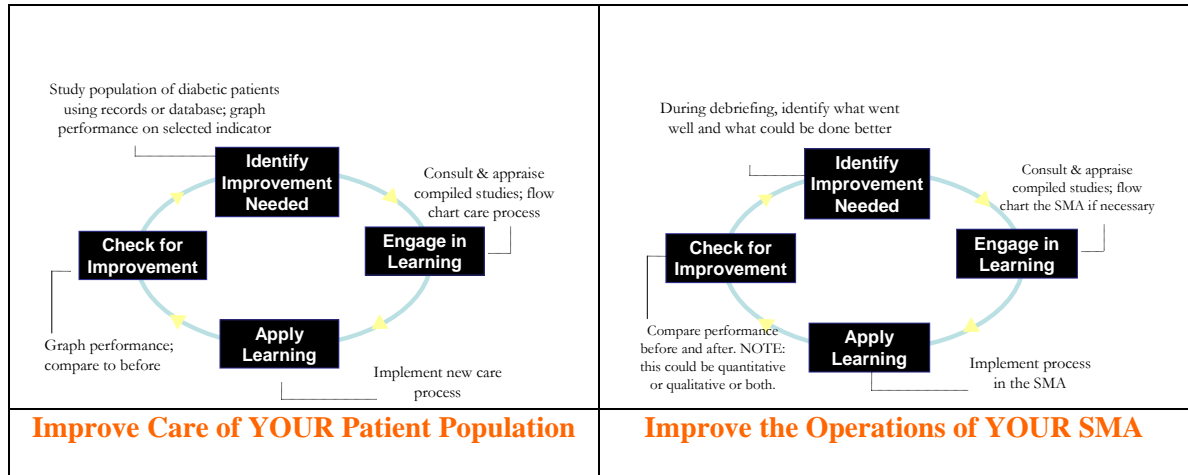 Study population of diabetic patients
using records or database; graph
performance on selected indicator
Identify
Improvement
Needed
Consult & appraise
compiled studies; flow
chart care process
Engage in
Learning
Check for
Improvement
Apply
Learning
Graph performance;
compare to before
Implement new care
process
Improve Care of YOUR Patient Population
During debriefing, identify what went
well and what could be done better
Identify
Improvement
Needed
Consult & appraise
compiled studies; flow
chart the SMA if necessary
Engage in
Learning
Check for
Improvement
Apply
Learning
Compare performance
before and after. NOTE:
this could be quantitative
or qualitative or both.
Implement process
in the SMA
Improve the Operations of YOUR SMA